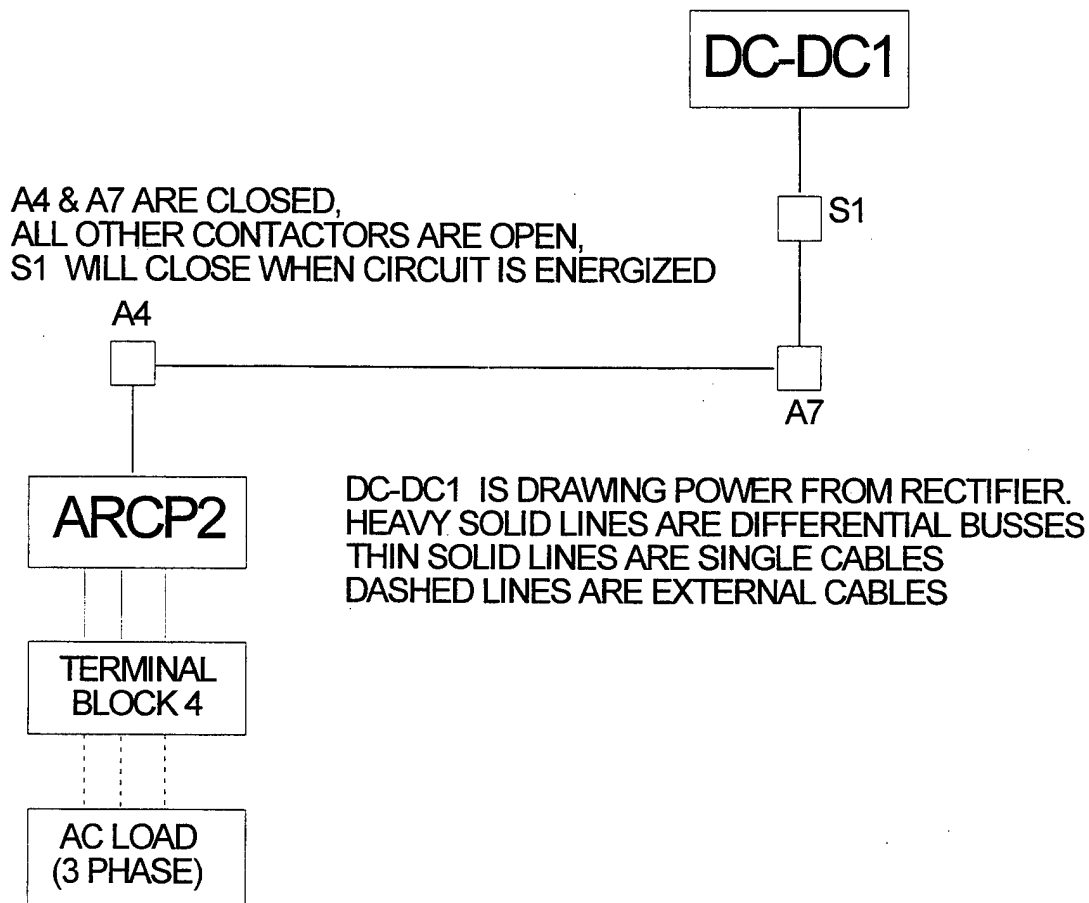 DC-DC1
S1
A4 & A7 ARE CLOSED,
ALL OTHER CONTACTORS ARE OPEN,
S1 WILL CLOSE WHEN CIRCUIT IS ENERGIZED
A4
A7
ARCP2
DC-DC1 IS DRAWING POWER FROM RECTIFIER.
HEAVY SOLID LINES ARE DIFFERENTIAL BUSSES
THIN SOLID LINES ARE SINGLE CABLES
DASHED LINES ARE EXTERNAL CABLES
TERMINAL
BLOCK 4
AC LOAD
(3 PHASE)